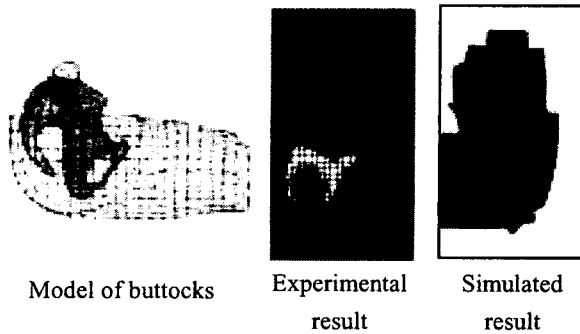 Model of buttocks
Experimental
result
Simulated
result